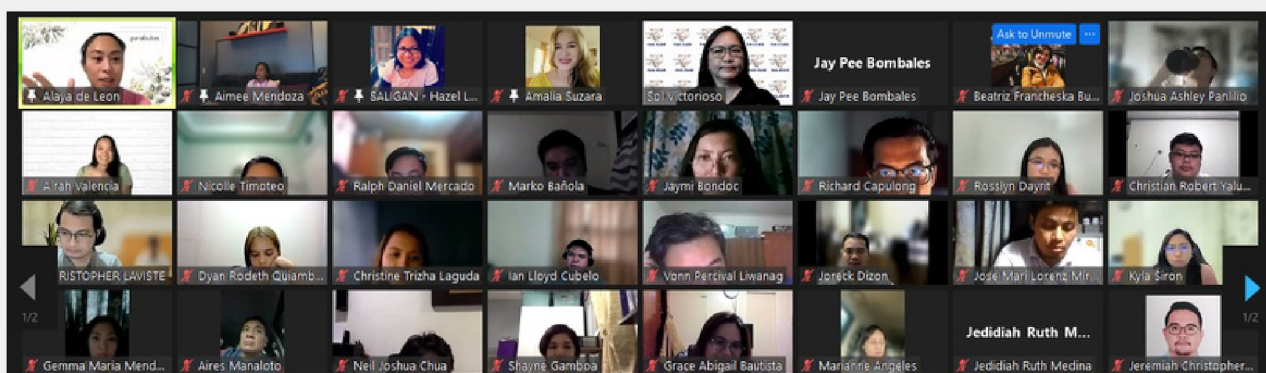 Alaya de Leon
Aimee Mendoza
SALIGAN - Hazel L...
Amalia Suzara
Sol Victorioso
Jay Pee Bombales
Jay Pee Bombales
Ask to Unmute ...
Beatriz Francheska Bu...
Joshua Ashley Panlilio
Airah Valencia
Nicolle Timoteo
Ralph Daniel Mercado
Marko Bañola
Jaymi Bondoc
Richard Capulong
Rosslyn Dayrit
Christian Robert Yalu...
RISTOPHER LAVISTE
Dyan Rodeth Quiamb...
Christine Trizha Laguda
Ian Lloyd Cubelo
Vonn Percival Liwanag
Joreck Dizon
Jose Mari Lorenz Mir...
Kyla Siron
1/2
1/2
Gemma Maria Mend...
Aires Manaloto
Neil Joshua Chua
Shayne Gamboa
Grace Abigail Bautista
Marianne Angeles
Jedidiah Ruth M...
Jedidiah Ruth Medina
Jeremiah Christopher...